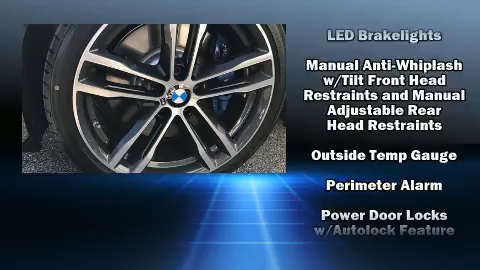 LED Brakelights
Manual Anti-Whiplash
w/Tilt Front Head
Restraints and Manual
Adjustable Rear
Head Restraints
Outside Temp Gauge
Perimeter Alarm
Power Door Locks
w/Autolock Feature